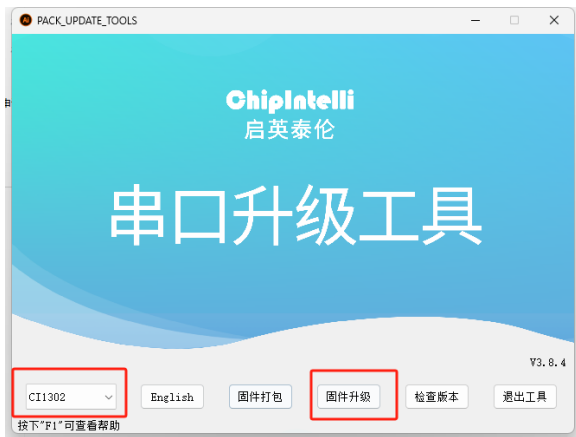 PACK_UPDATE_TOOLS
ChipIntelli
启英泰伦
串口升级工具
V3.8.4
CI1302 English 固件打包 固件升级 检查版本 退出工具
按下"F1"可查看帮助